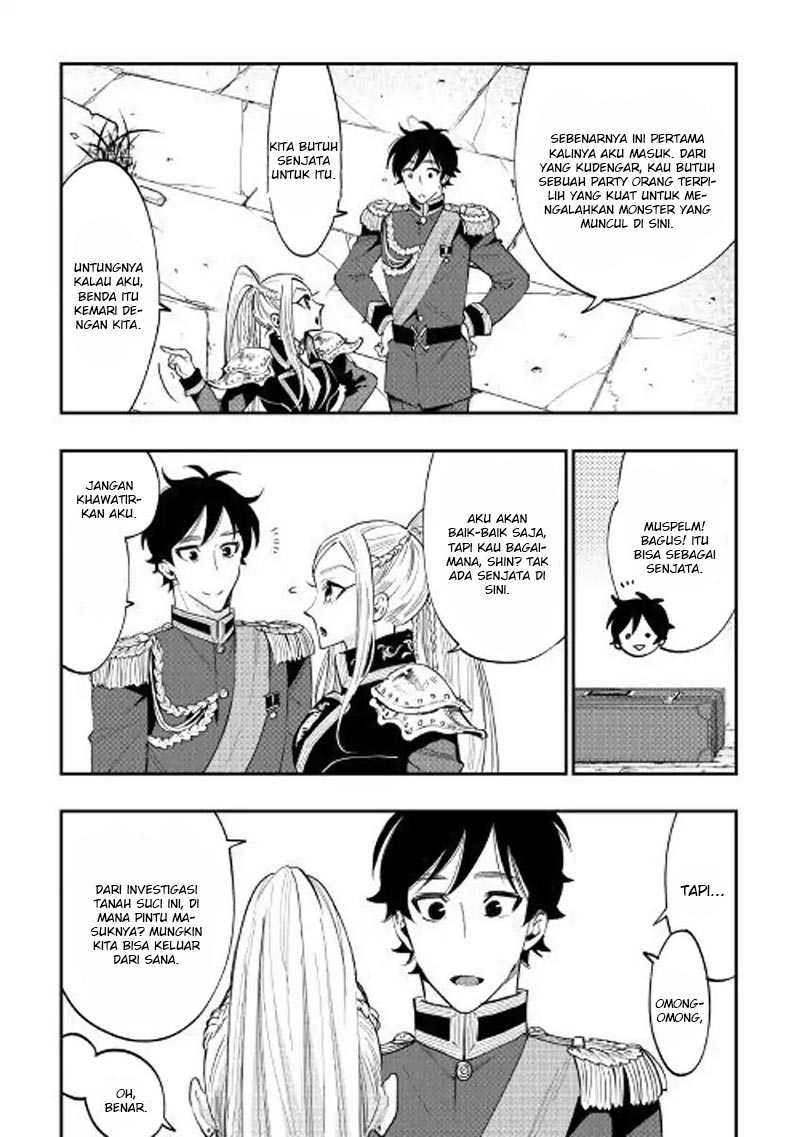 SEBENARNYA INI PERTAMA
KALINYA AKU MASUK. DARI
YANG KUDENGAR, KAU BUTUH
SEBUAH PARTY ORANG TERPI-
LIH YANG KUAT UNTUK ME-
NGALAHKAN MONSTER YANG
MUNCUL DI SINI.
KITA BUTUH
SENJATA
UNTUK ITU.
UNTUNGNYA
KALAU AKU,
BENDA ITU
KEMARI DE-
NGAN KITA.
MUSPELM!
BAGUS! ITU
BISA SEBAGAI
SENJATA.
AKU AKAN
BAIK-BAIK SAJA,
TAPI KAU BAGAI-
MANA, SHIN? TAK
ADA SENJATA DI
SINI.
JANGAN
KHAWATIR-
KAN AKU.
TAPI...
OMONG-
OMONG,
DARI INVESTIGASI
TANAH SUCI INI, DI
MANA PINTU MA-
SUKNYA? MUNGKIN
KITA BISA KELUAR
DARI SANA.
OH,
BENAR.